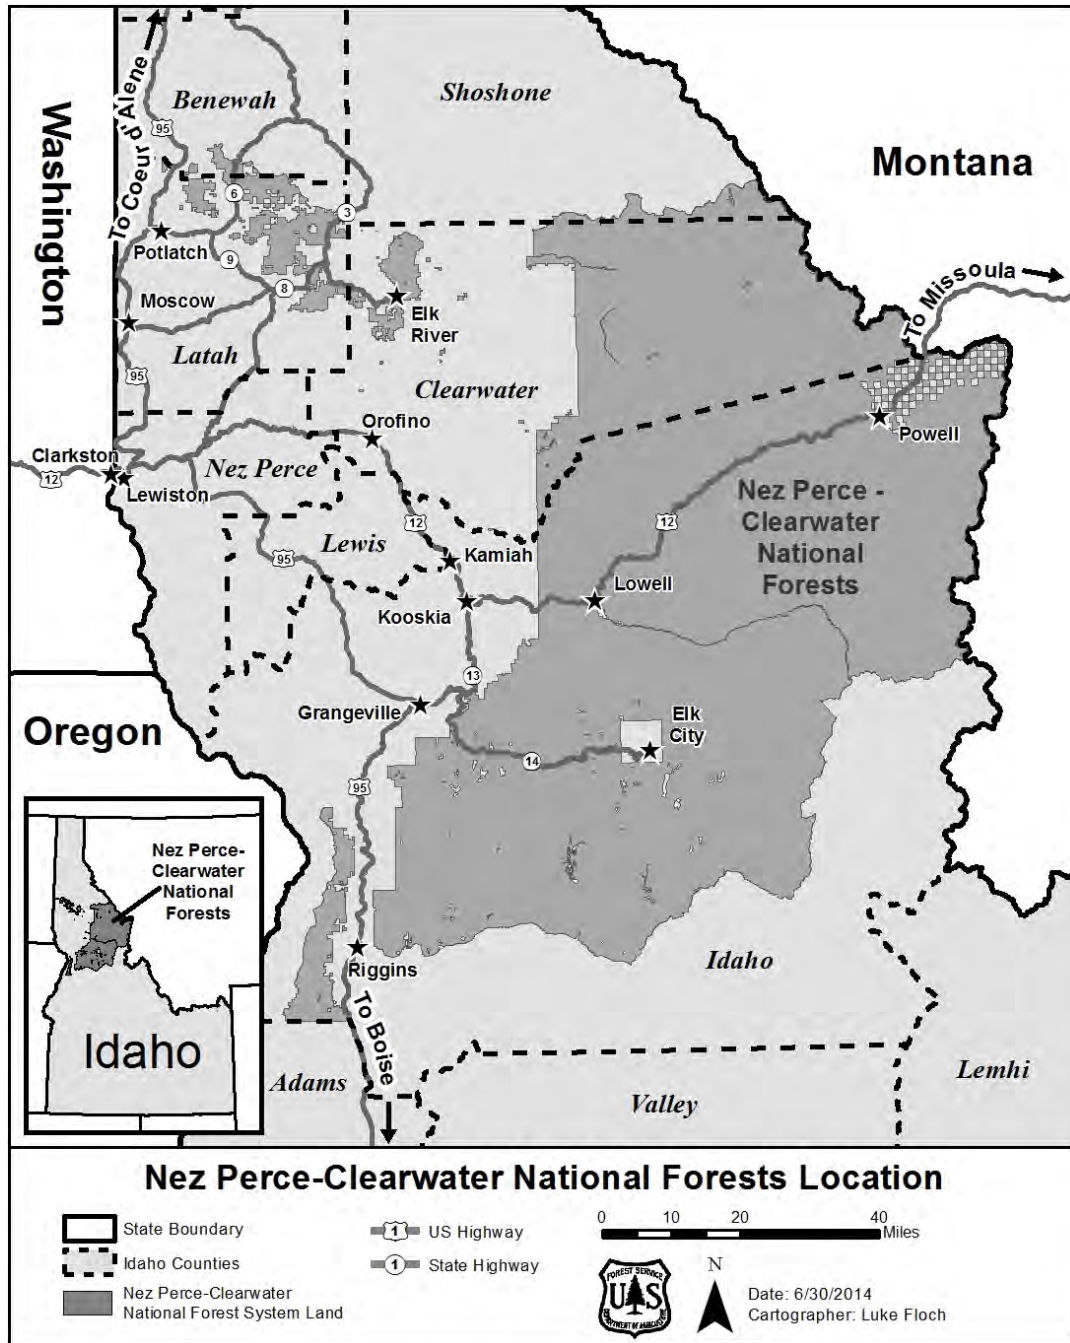 Washington
To Coeur d'Alene
Benewah
Shoshone
Montana
95
6
3
Potlatch
9
To Missoula
Moscow
8
Elk
River
Latah
95
Clearwater
Orofino
Powell
Clarkston
12
Lewiston
Nez Perce
Nez Perce -
Clearwater
National
Forests
12
12
Lewis
95
Kamiah
Lowell
Kooskia
13
Grangeville
Elk
City
Oregon
14
95
Nez Perce-
Clearwater
National
Forests
Idaho
Riggins
Idaho
To Boise
Adams
Valley
Lemhi
Nez Perce-Clearwater National Forests Location
State Boundary
Idaho Counties
Nez Perce-Clearwater
National Forest System Land
1 US Highway
1 State Highway
0 10 20 40
Miles
FOREST SERVICE
U S
DEPARTMENT OF AGRICULTURE
N
Date: 6/30/2014
Cartographer: Luke Floch